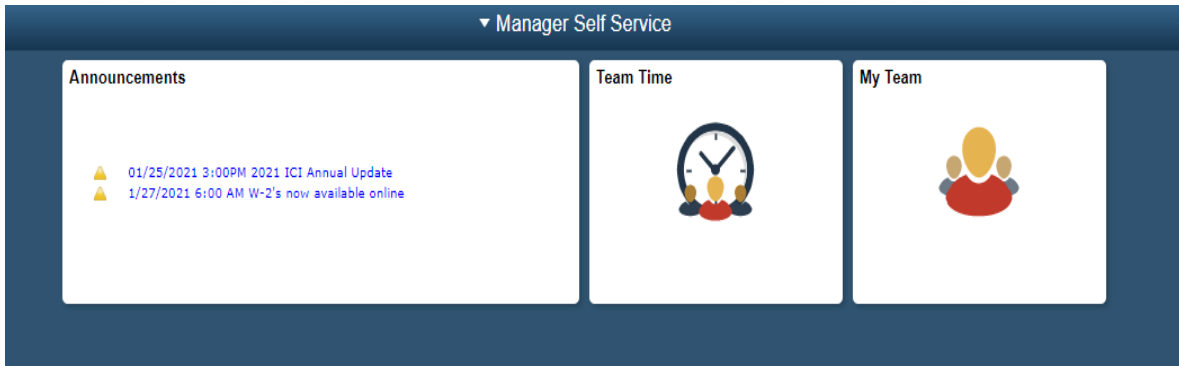 Manager Self Service
Announcements
01/25/2021 3:00PM 2021 ICI Annual Update
1/27/2021 6:00 AM W-2's now available online
Team Time
My Team